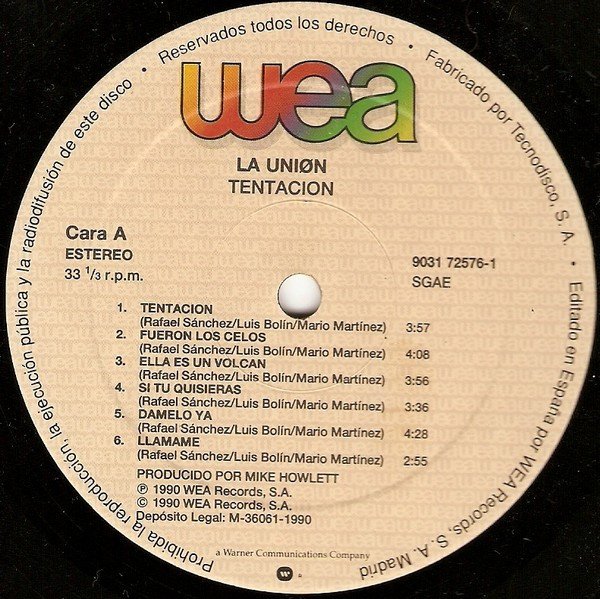 Prohibida la reproducción, la ejecución pública y la radiodifusión de este disco • Reservados todos los derechos • Fabricado por Tecnodisco, S.A. • Editado en España por WEA Records, S. A. Madrid
wea
LA UNIØN
TENTACION
Cara A
ESTEREO
33 1/3 r.p.m.
9031 72576-1
SGAE
1. TENTACION
(Rafael Sánchez/Luis Bolín/Mario Martínez) 3:57
2. FUERON LOS CELOS
(Rafael Sánchez/Luis Bolín/Mario Martínez) 4:08
3. ELLA ES UN VOLCAN
(Rafael Sánchez/Luis Bolín/Mario Martínez) 3:56
4. SI TU QUISIERAS
(Rafael Sánchez/Luis Bolín/Mario Martínez) 3:36
5. DAMELO YA
(Rafael Sánchez/Luis Bolín/Mario Martínez) 4:28
6. LLAMAME
(Rafael Sánchez/Luis Bolín/Mario Martínez) 2:55
PRODUCIDO POR MIKE HOWLETT
℗ 1990 WEA Records, S.A.
© 1990 WEA Records, S.A.
Depósito Legal: M-36061-1990
a Warner Communications Company